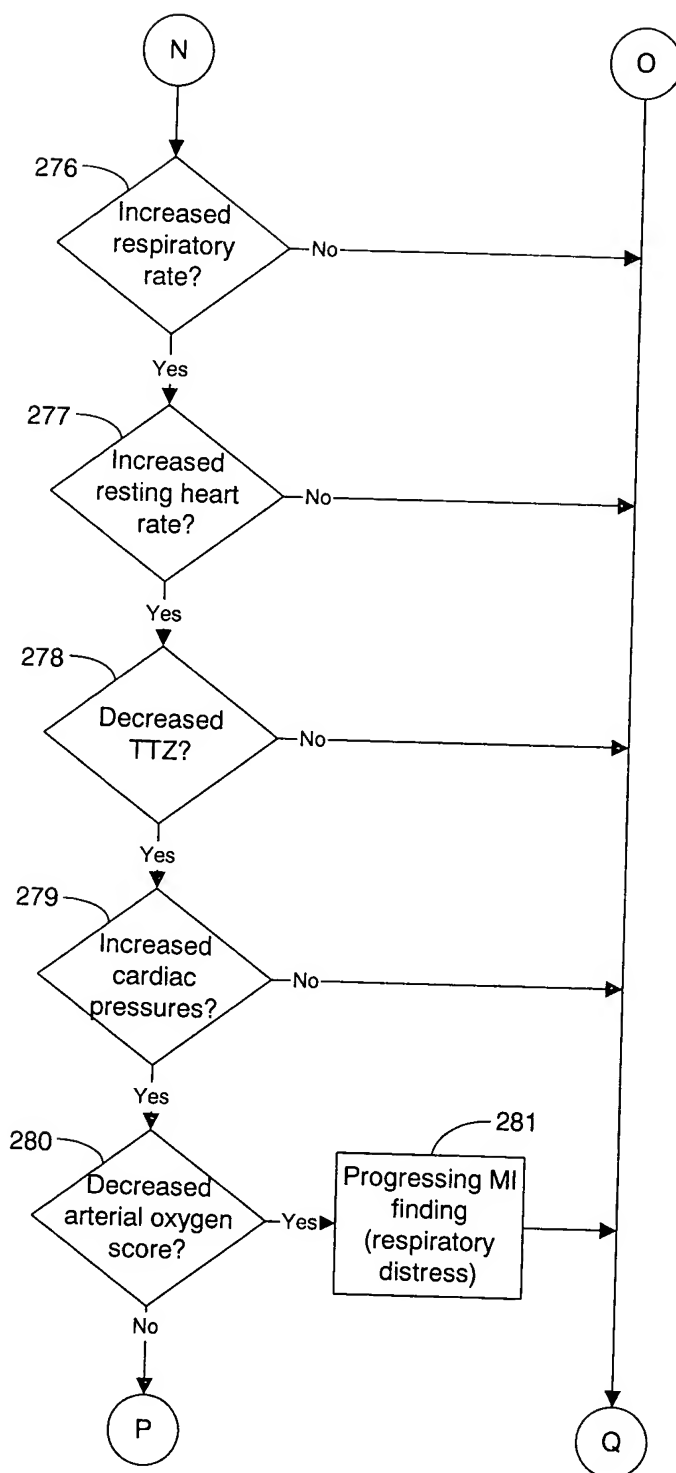 N
O
276
Increased
respiratory
rate?
No
Yes
277
Increased
resting heart
rate?
No
Yes
278
Decreased
TTZ?
No
Yes
279
Increased
cardiac
pressures?
No
Yes
280
Decreased
arterial oxygen
score?
Yes
281
Progressing MI
finding
(respiratory
distress)
No
P
Q